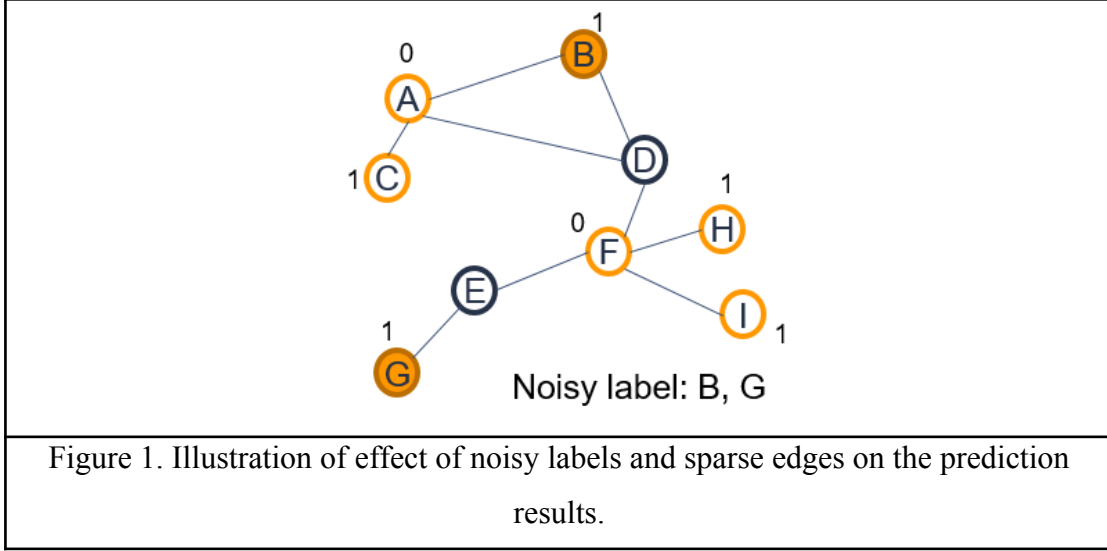 1
0
B
A
D
1
C
1
0
H
F
E
I
1
1
G
Noisy label: B, G
Figure 1. Illustration of effect of noisy labels and sparse edges on the prediction
results.